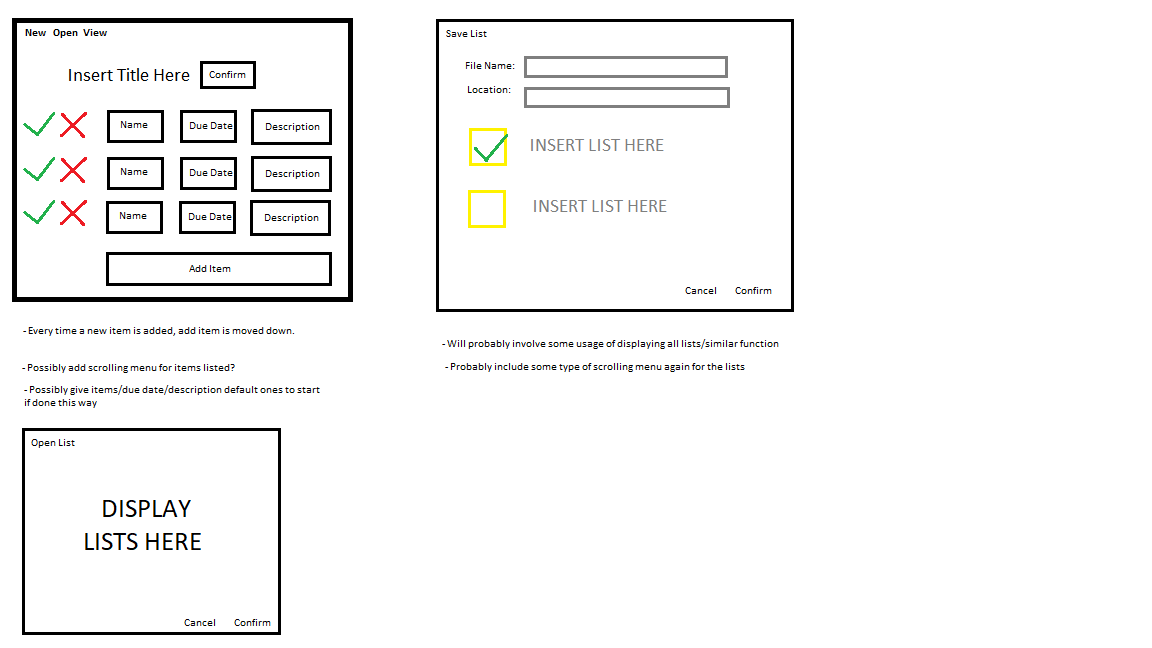 New Open View
Insert Title Here Confirm
Name Due Date Description
Name Due Date Description
Name Due Date Description
Add Item
- Every time a new item is added, add item is moved down.
- Possibly add scrolling menu for items listed?
- Possibly give items/due date/description default ones to start
if done this way
Open List
DISPLAY
LISTS HERE
Cancel Confirm
Save List
File Name:
Location:
INSERT LIST HERE
INSERT LIST HERE
Cancel Confirm
- Will probably involve some usage of displaying all lists/similar function
- Probably include some type of scrolling menu again for the lists